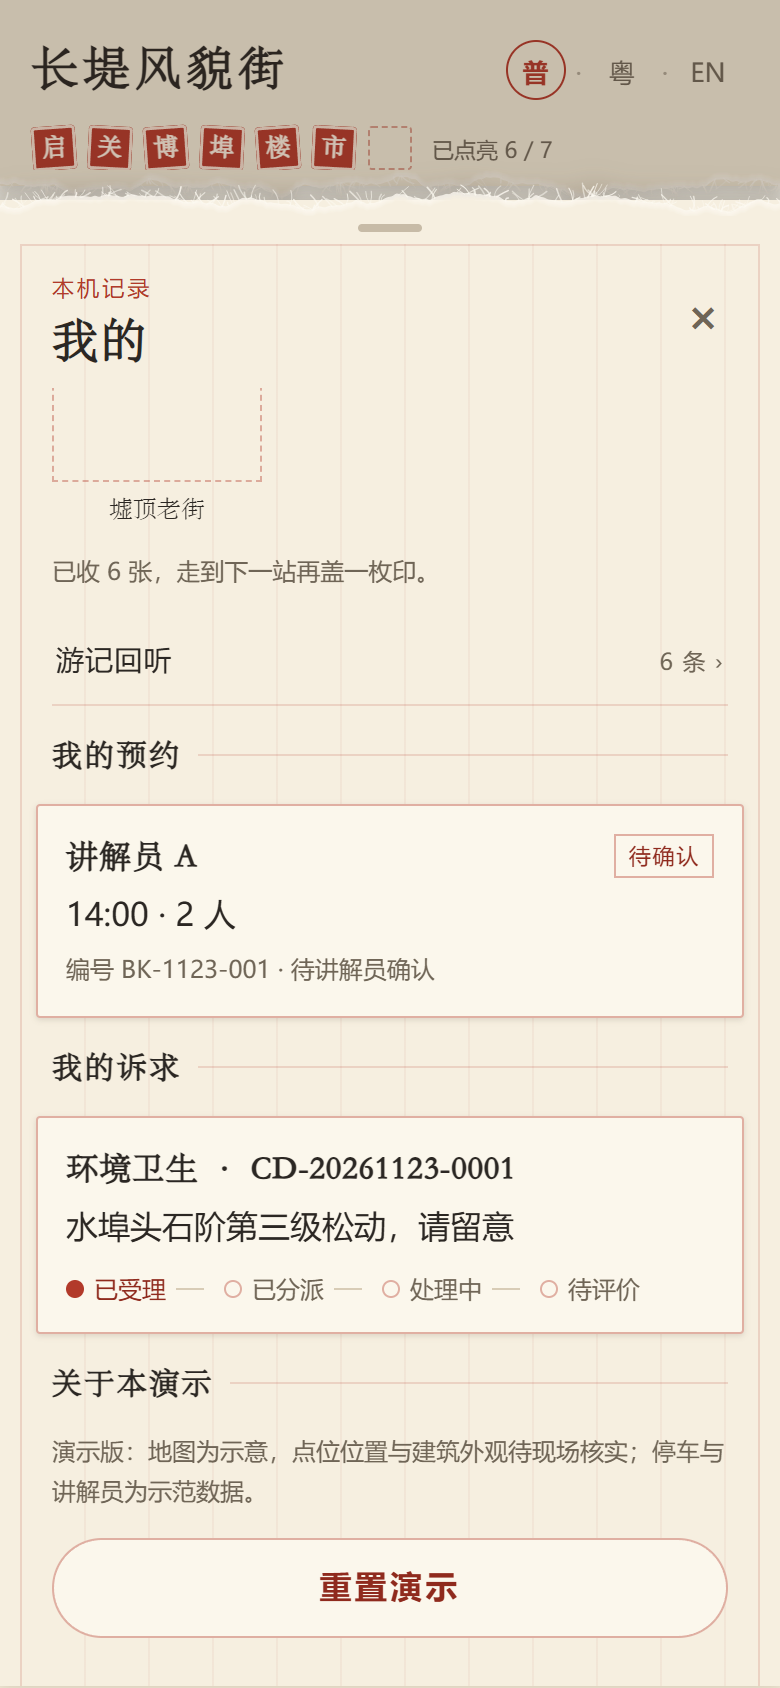 长堤风貌街
普 · 粤 · EN
启 关 博 埠 楼 市
已点亮 6 / 7
本机记录
我的
×
墟顶老街
已收 6 张，走到下一站再盖一枚印。
游记回听
6 条 ›
我的预约
讲解员 A
待确认
14:00 · 2 人
编号 BK-1123-001 · 待讲解员确认
我的诉求
环境卫生 · CD-20261123-0001
水埠头石阶第三级松动，请留意
已受理 — 已分派 — 处理中 — 待评价
关于本演示
演示版：地图为示意，点位位置与建筑外观待现场核实；停车与
讲解员为示范数据。
重置演示